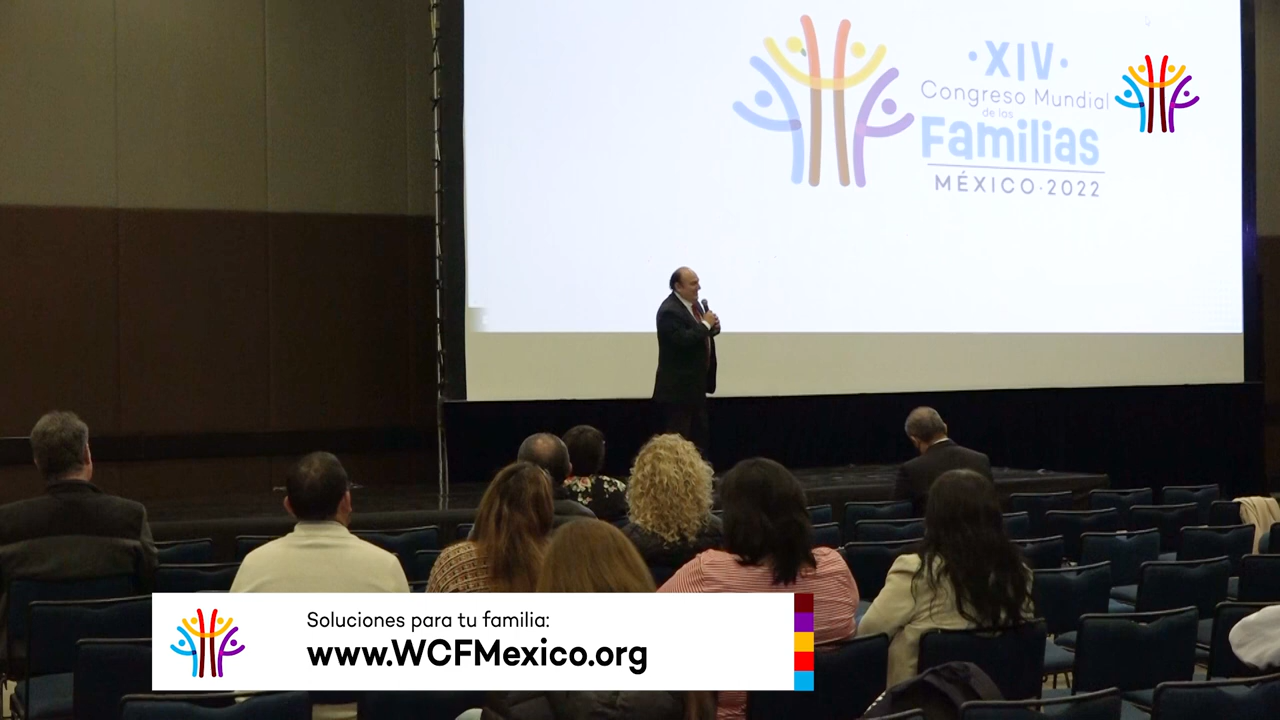 ·XIV·
Congreso Mundial
de los
Familias
MÉXICO·2022
Soluciones para tu familia:
www.WCFMexico.org